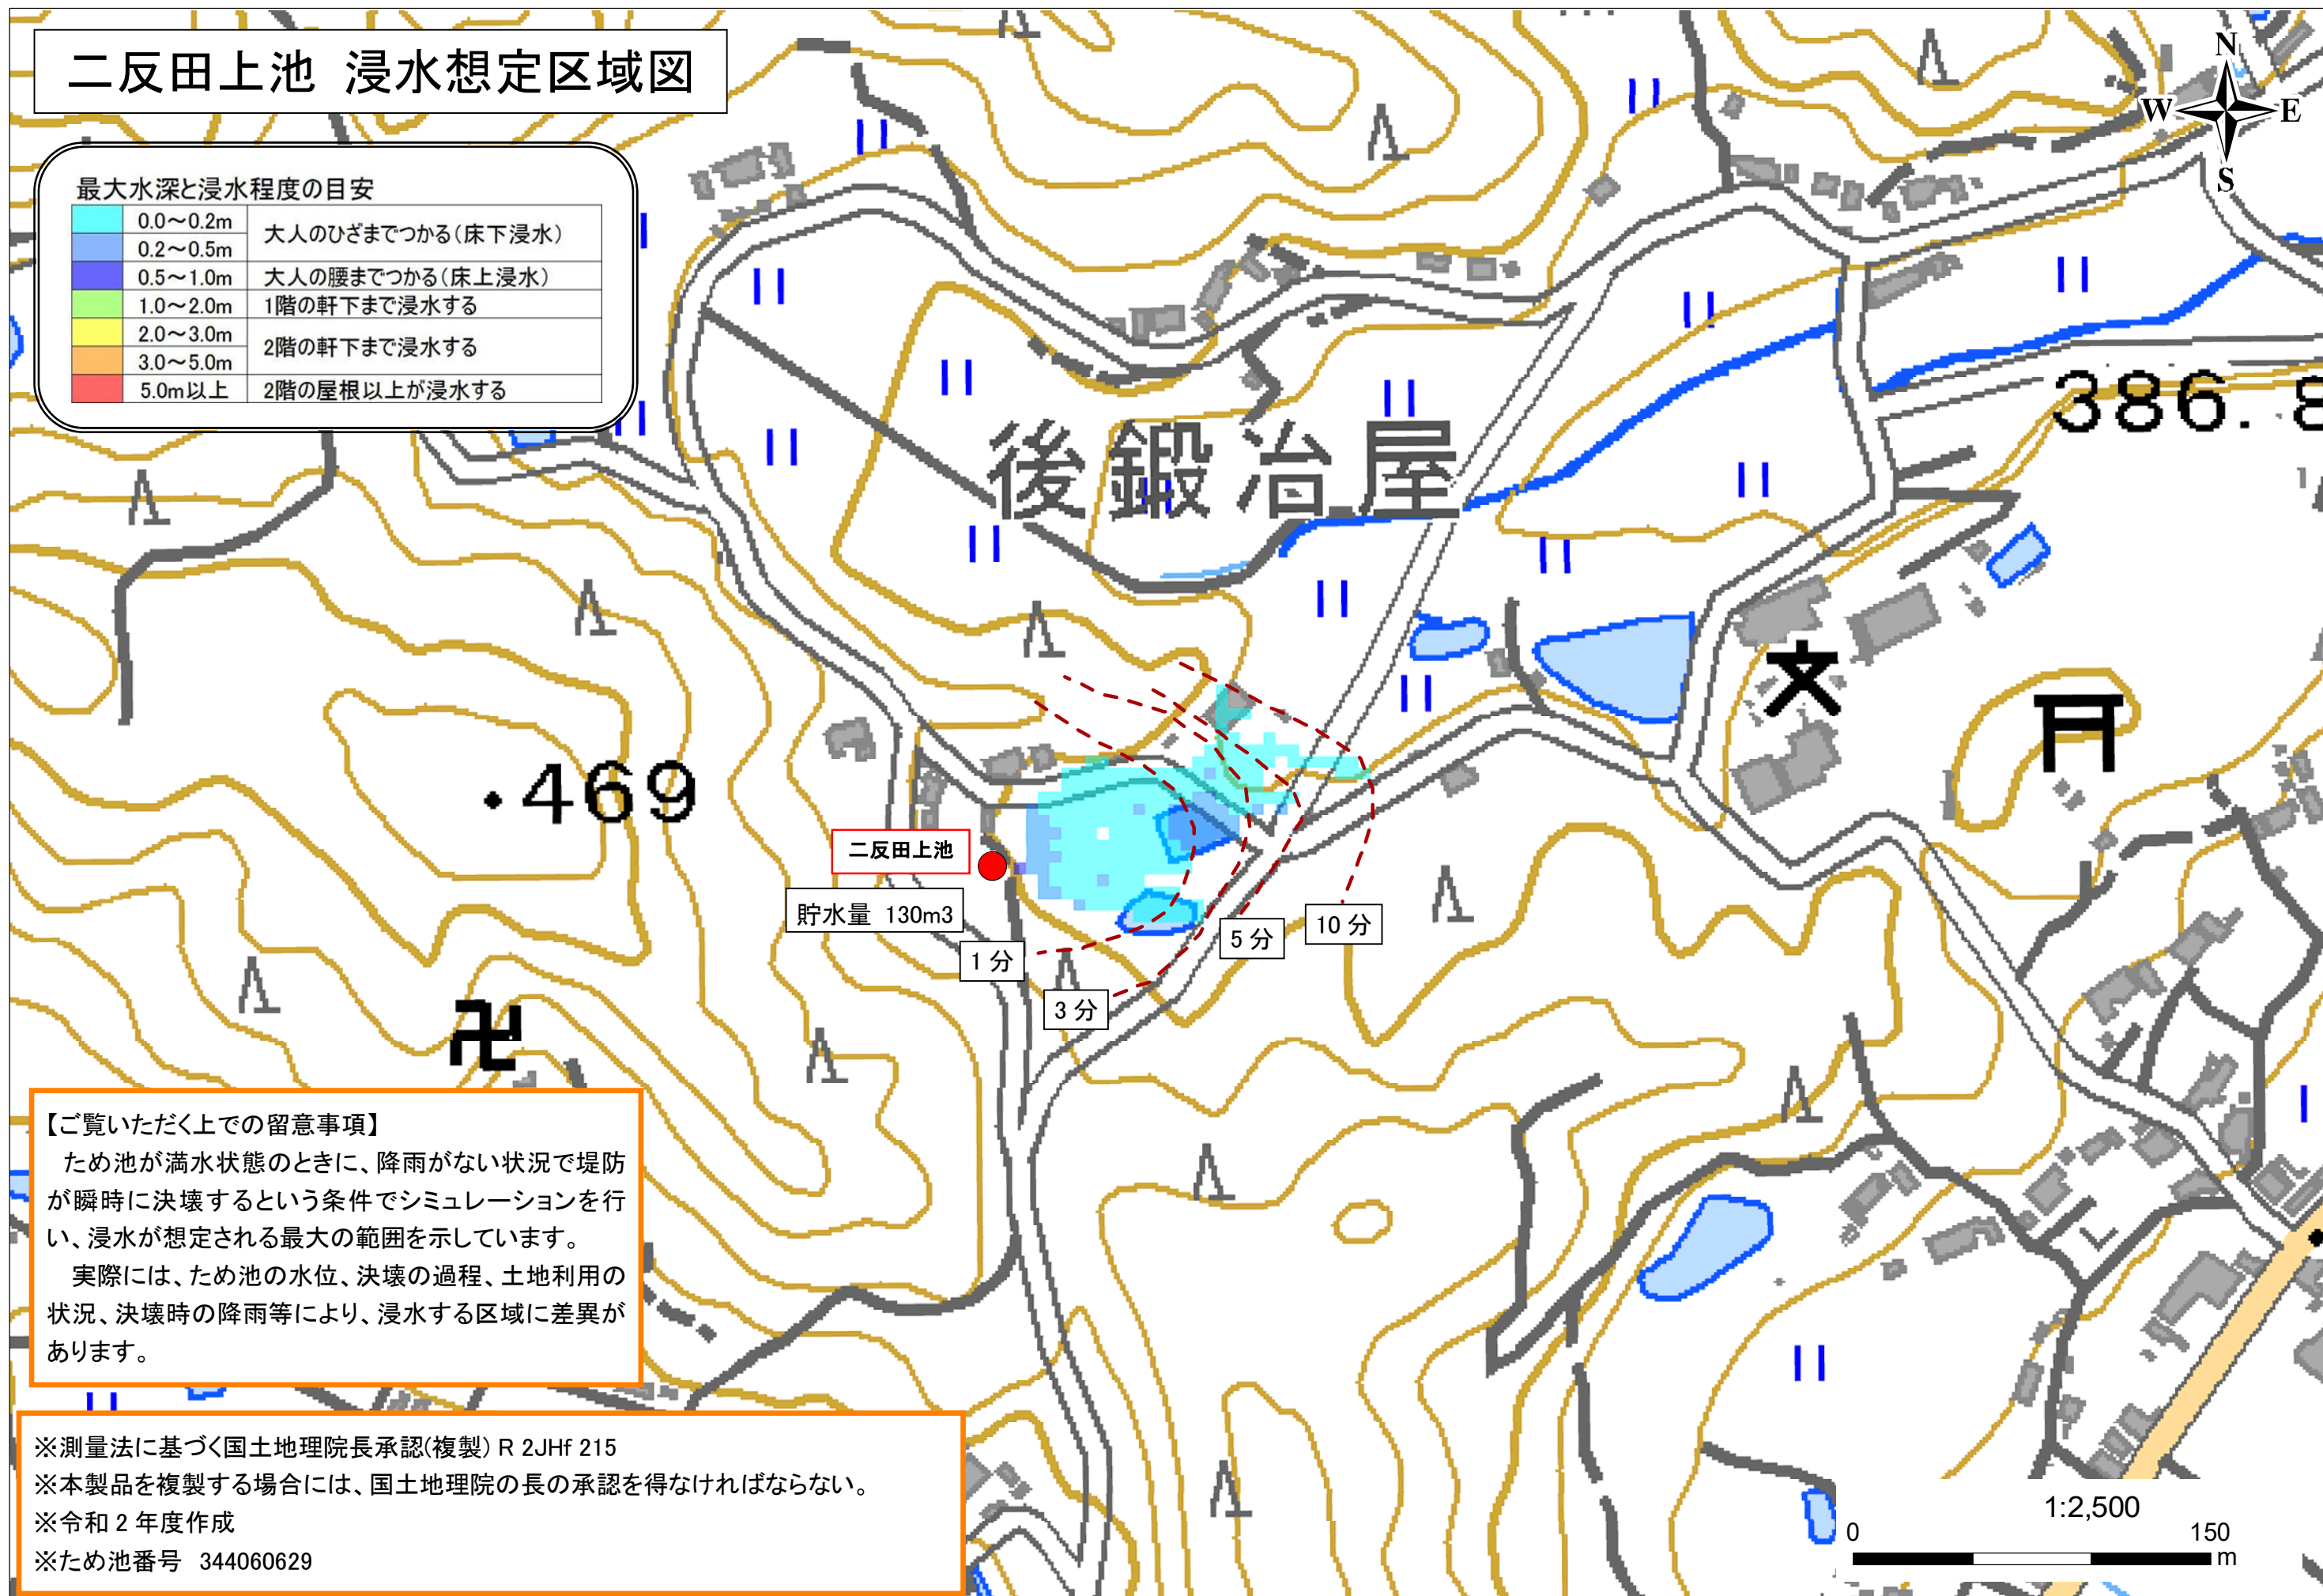 二反田上池 浸水想定区域図
N
W
E
S
最大水深と浸水程度の目安
0.0～0.2m
大人のひざまでつかる(床下浸水)
0.2～0.5m
0.5～1.0m 大人の腰までつかる(床上浸水)
1.0～2.0m 1階の軒下まで浸水する
2.0～3.0m
2階の軒下まで浸水する
3.0～5.0m
5.0m以上 2階の屋根以上が浸水する
386.8
後鍛冶屋
469
二反田上池
貯水量 130m3
1 分
3 分
5 分
10 分
【ご覧いただく上での留意事項】
ため池が満水状態のときに、降雨がない状況で堤防
が瞬時に決壊するという条件でシミュレーションを行
い、浸水が想定される最大の範囲を示しています。
実際には、ため池の水位、決壊の過程、土地利用の
状況、決壊時の降雨等により、浸水する区域に差異が
あります。
※測量法に基づく国土地理院長承認(複製) R 2JHf 215
※本製品を複製する場合には、国土地理院の長の承認を得なければならない。
※令和 2 年度作成
※ため池番号 344060629
1:2,500
0 150
m